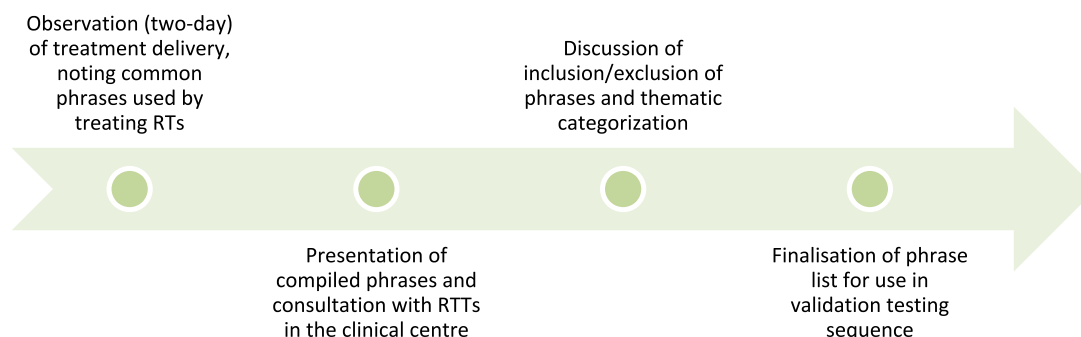 Observation (two-day)
of treatment delivery,
noting common
phrases used by
treating RTs
Presentation of
compiled phrases and
consultation with RTTs
in the clinical centre
Discussion of
inclusion/exclusion of
phrases and thematic
categorization
Finalisation of phrase
list for use in
validation testing
sequence